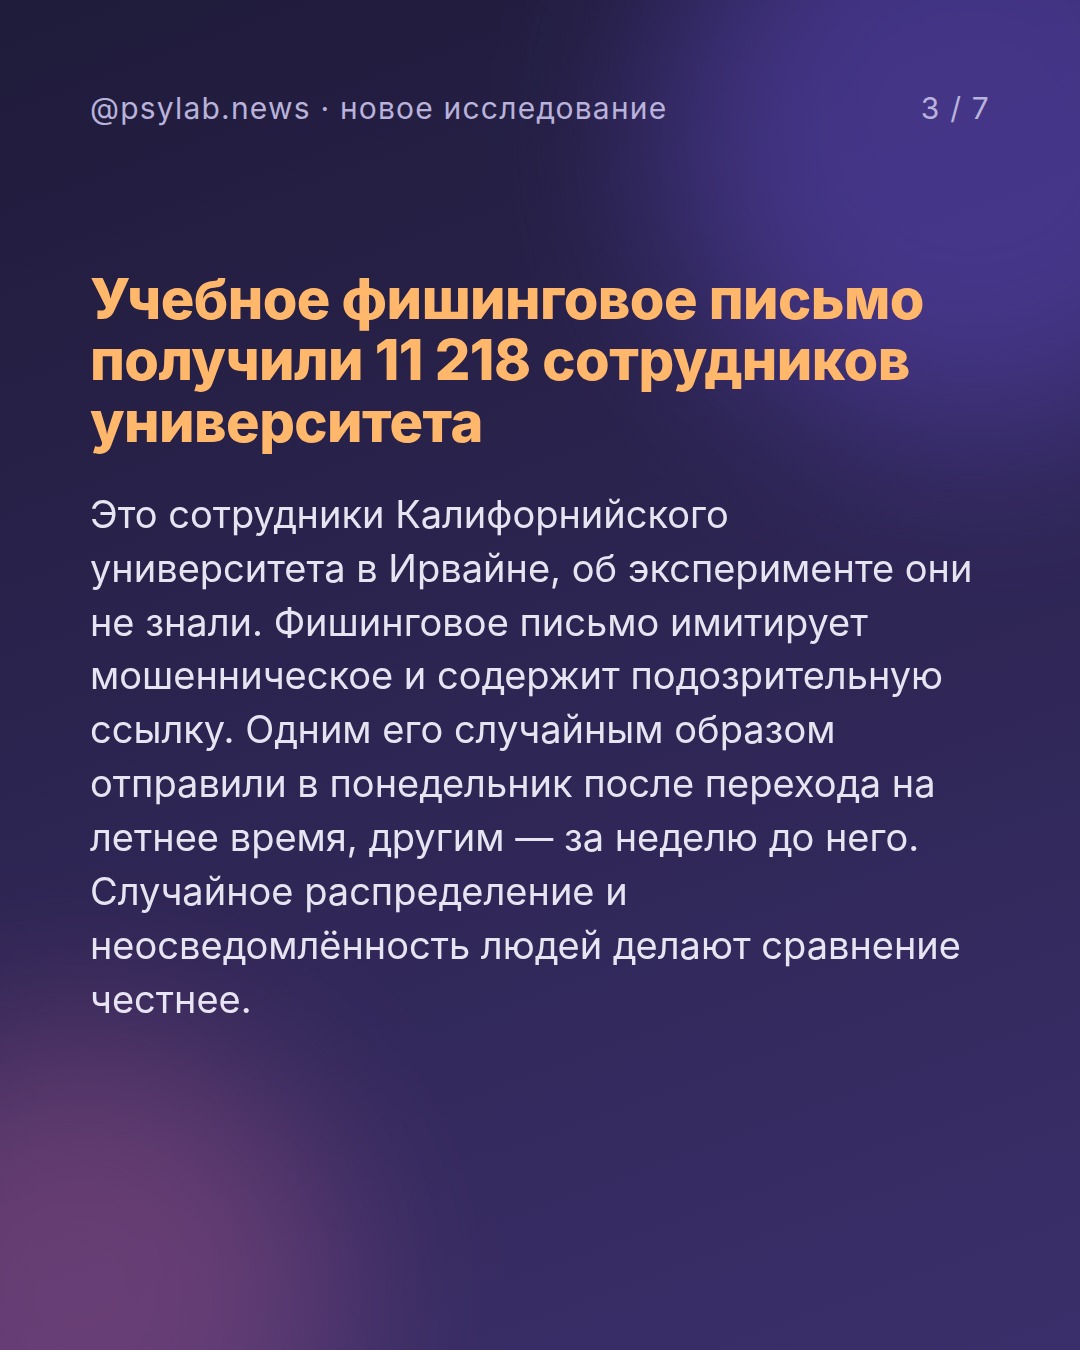 @psylab.news · новое исследование
3 / 7
Учебное фишинговое письмо
получили 11 218 сотрудников
университета
Это сотрудники Калифорнийского
университета в Ирвайне, об эксперименте они
не знали. Фишинговое письмо имитирует
мошенническое и содержит подозрительную
ссылку. Одним его случайным образом
отправили в понедельник после перехода на
летнее время, другим — за неделю до него.
Случайное распределение и
неосведомлённость людей делают сравнение
честнее.